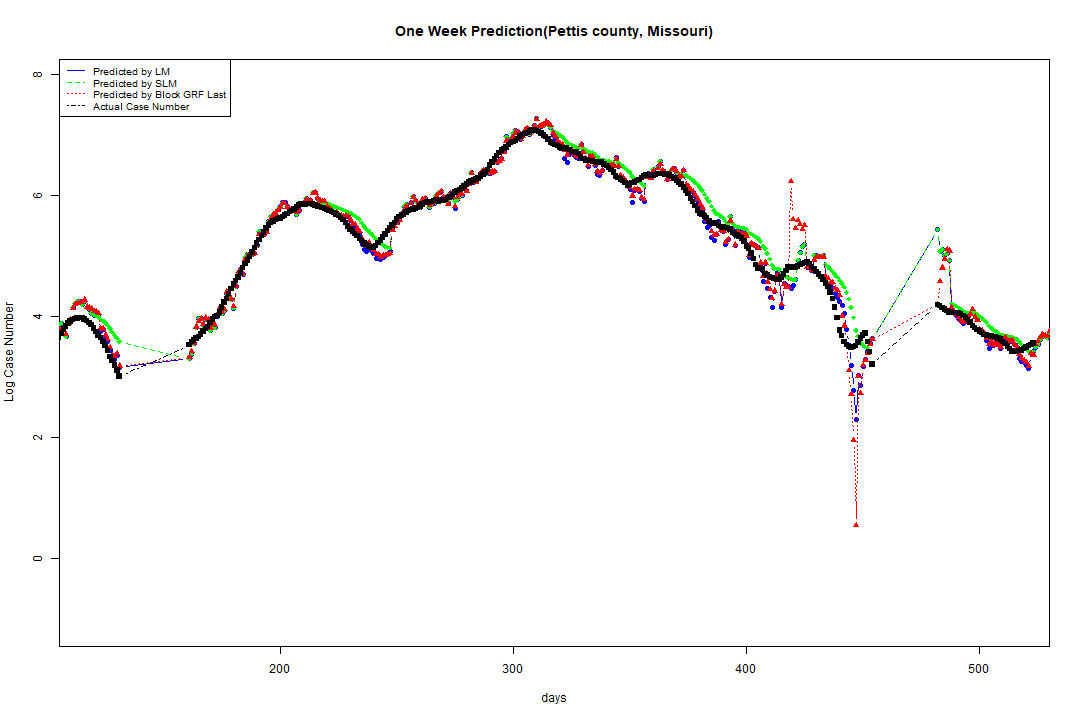 One Week Prediction(Pettis county, Missouri)
Predicted by LM
Predicted by SLM
Predicted by Block GRF Last
Actual Case Number
8
6
4
2
0
Log Case Number
200 300 400 500
days